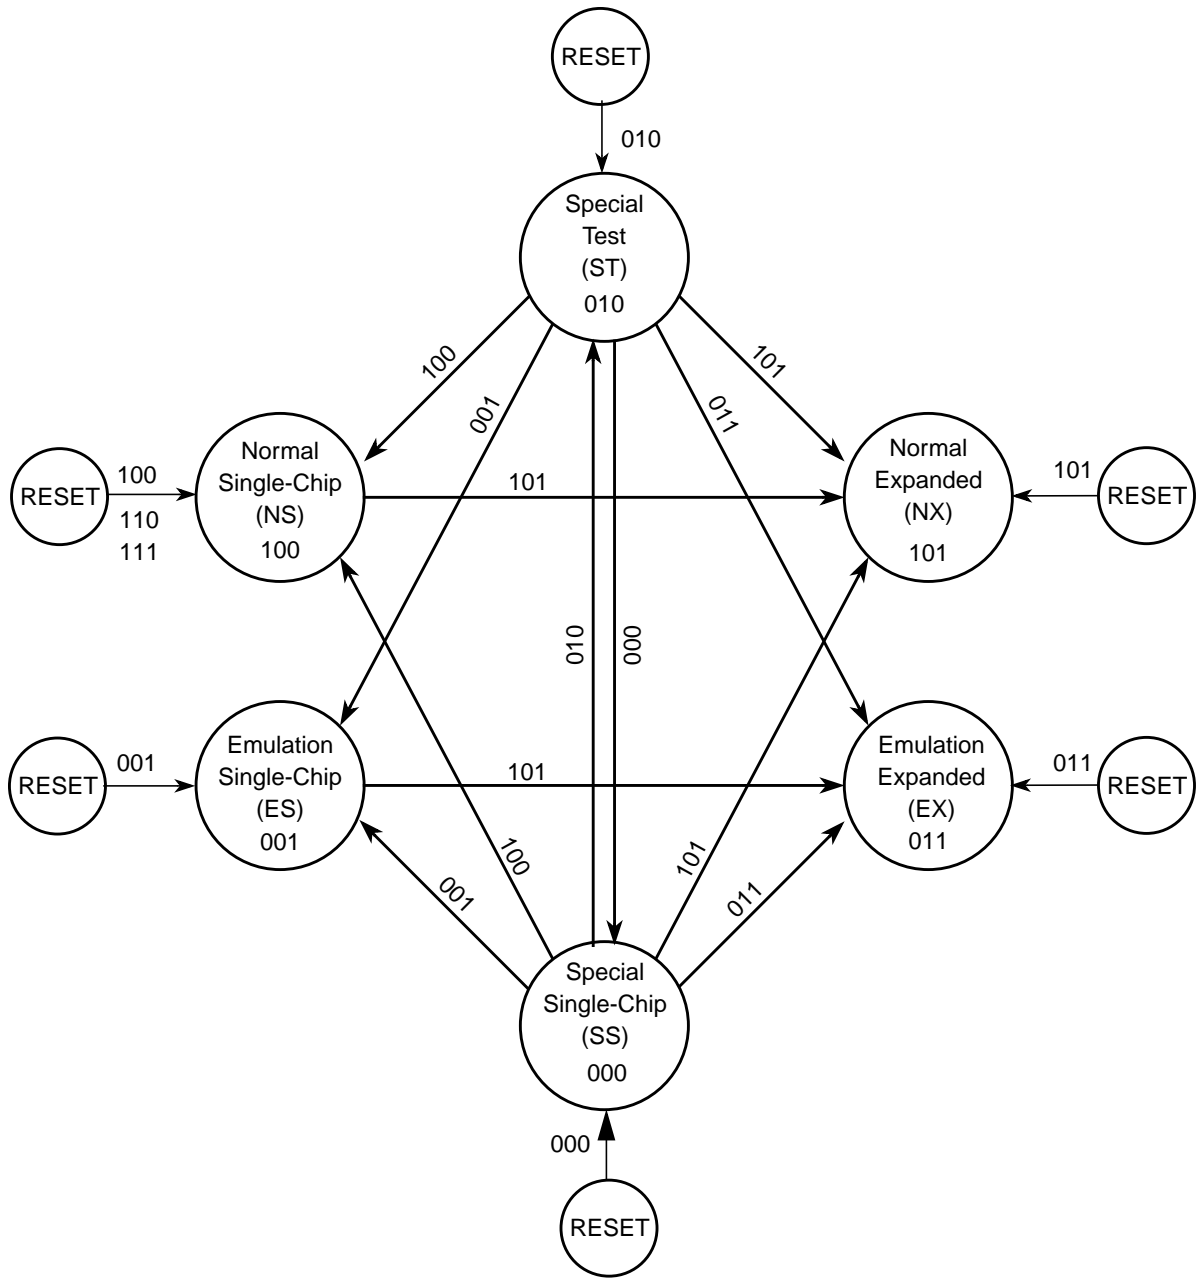 RESET
010
Special
Test
(ST)
010
100
001
011
101
RESET
100
110
111
Normal
Single-Chip
(NS)
100
101
Normal
Expanded
(NX)
101
101
RESET
010
000
RESET
001
Emulation
Single-Chip
(ES)
001
101
Emulation
Expanded
(EX)
011
011
RESET
001
100
101
011
Special
Single-Chip
(SS)
000
000
RESET